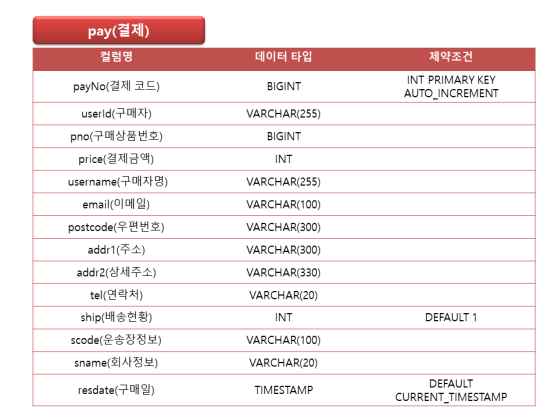 pay(결제)
컬럼명 데이터 타입 제약조건
payNo(결제 코드) BIGINT INT PRIMARY KEY
AUTO_INCREMENT
userId(구매자) VARCHAR(255)
pno(구매상품번호) BIGINT
price(결제금액) INT
username(구매자명) VARCHAR(255)
email(이메일) VARCHAR(100)
postcode(우편번호) VARCHAR(300)
addr1(주소) VARCHAR(300)
addr2(상세주소) VARCHAR(330)
tel(연락처) VARCHAR(20)
ship(배송현황) INT DEFAULT 1
scode(운송장정보) VARCHAR(100)
sname(회사정보) VARCHAR(20)
resdate(구매일) TIMESTAMP DEFAULT
CURRENT_TIMESTAMP